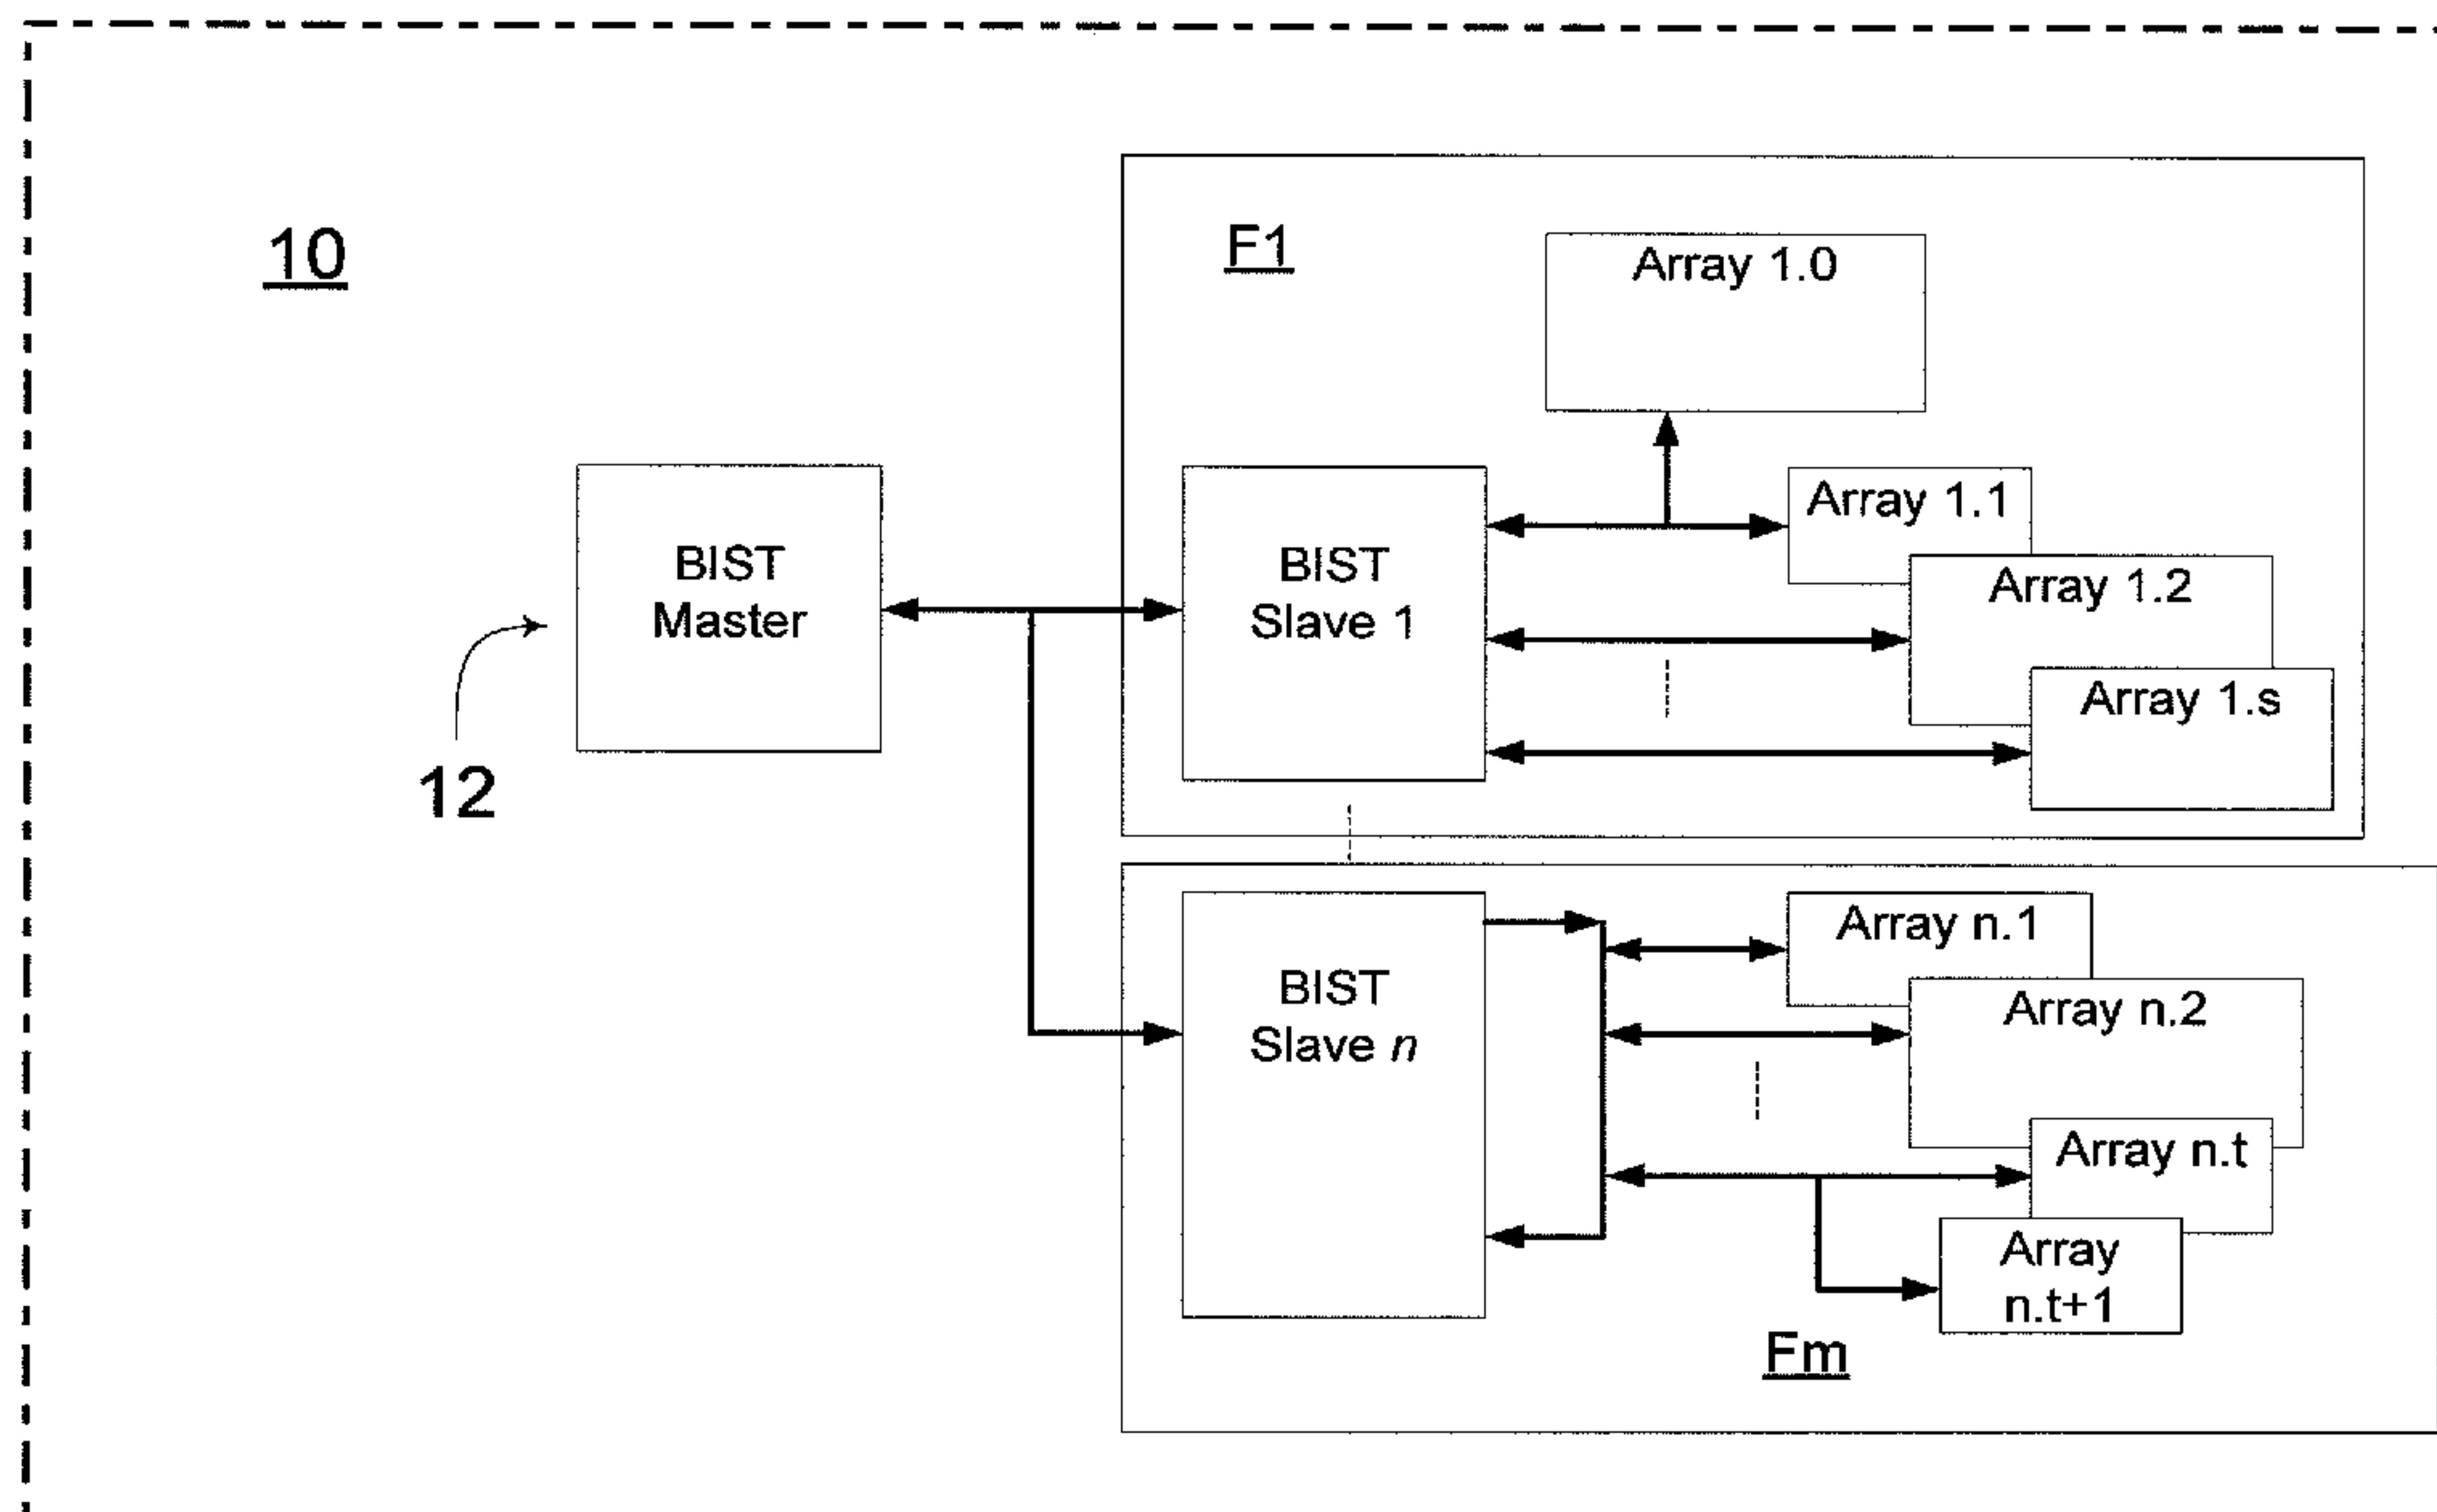 10
F1
Array 1.0
BIST
Master
12
BIST
Slave 1
Array 1.1
Array 1.2
Array 1.s
BIST
Slave n
Array n.1
Array n.2
Array n.t
Array
n.t+1
Fm